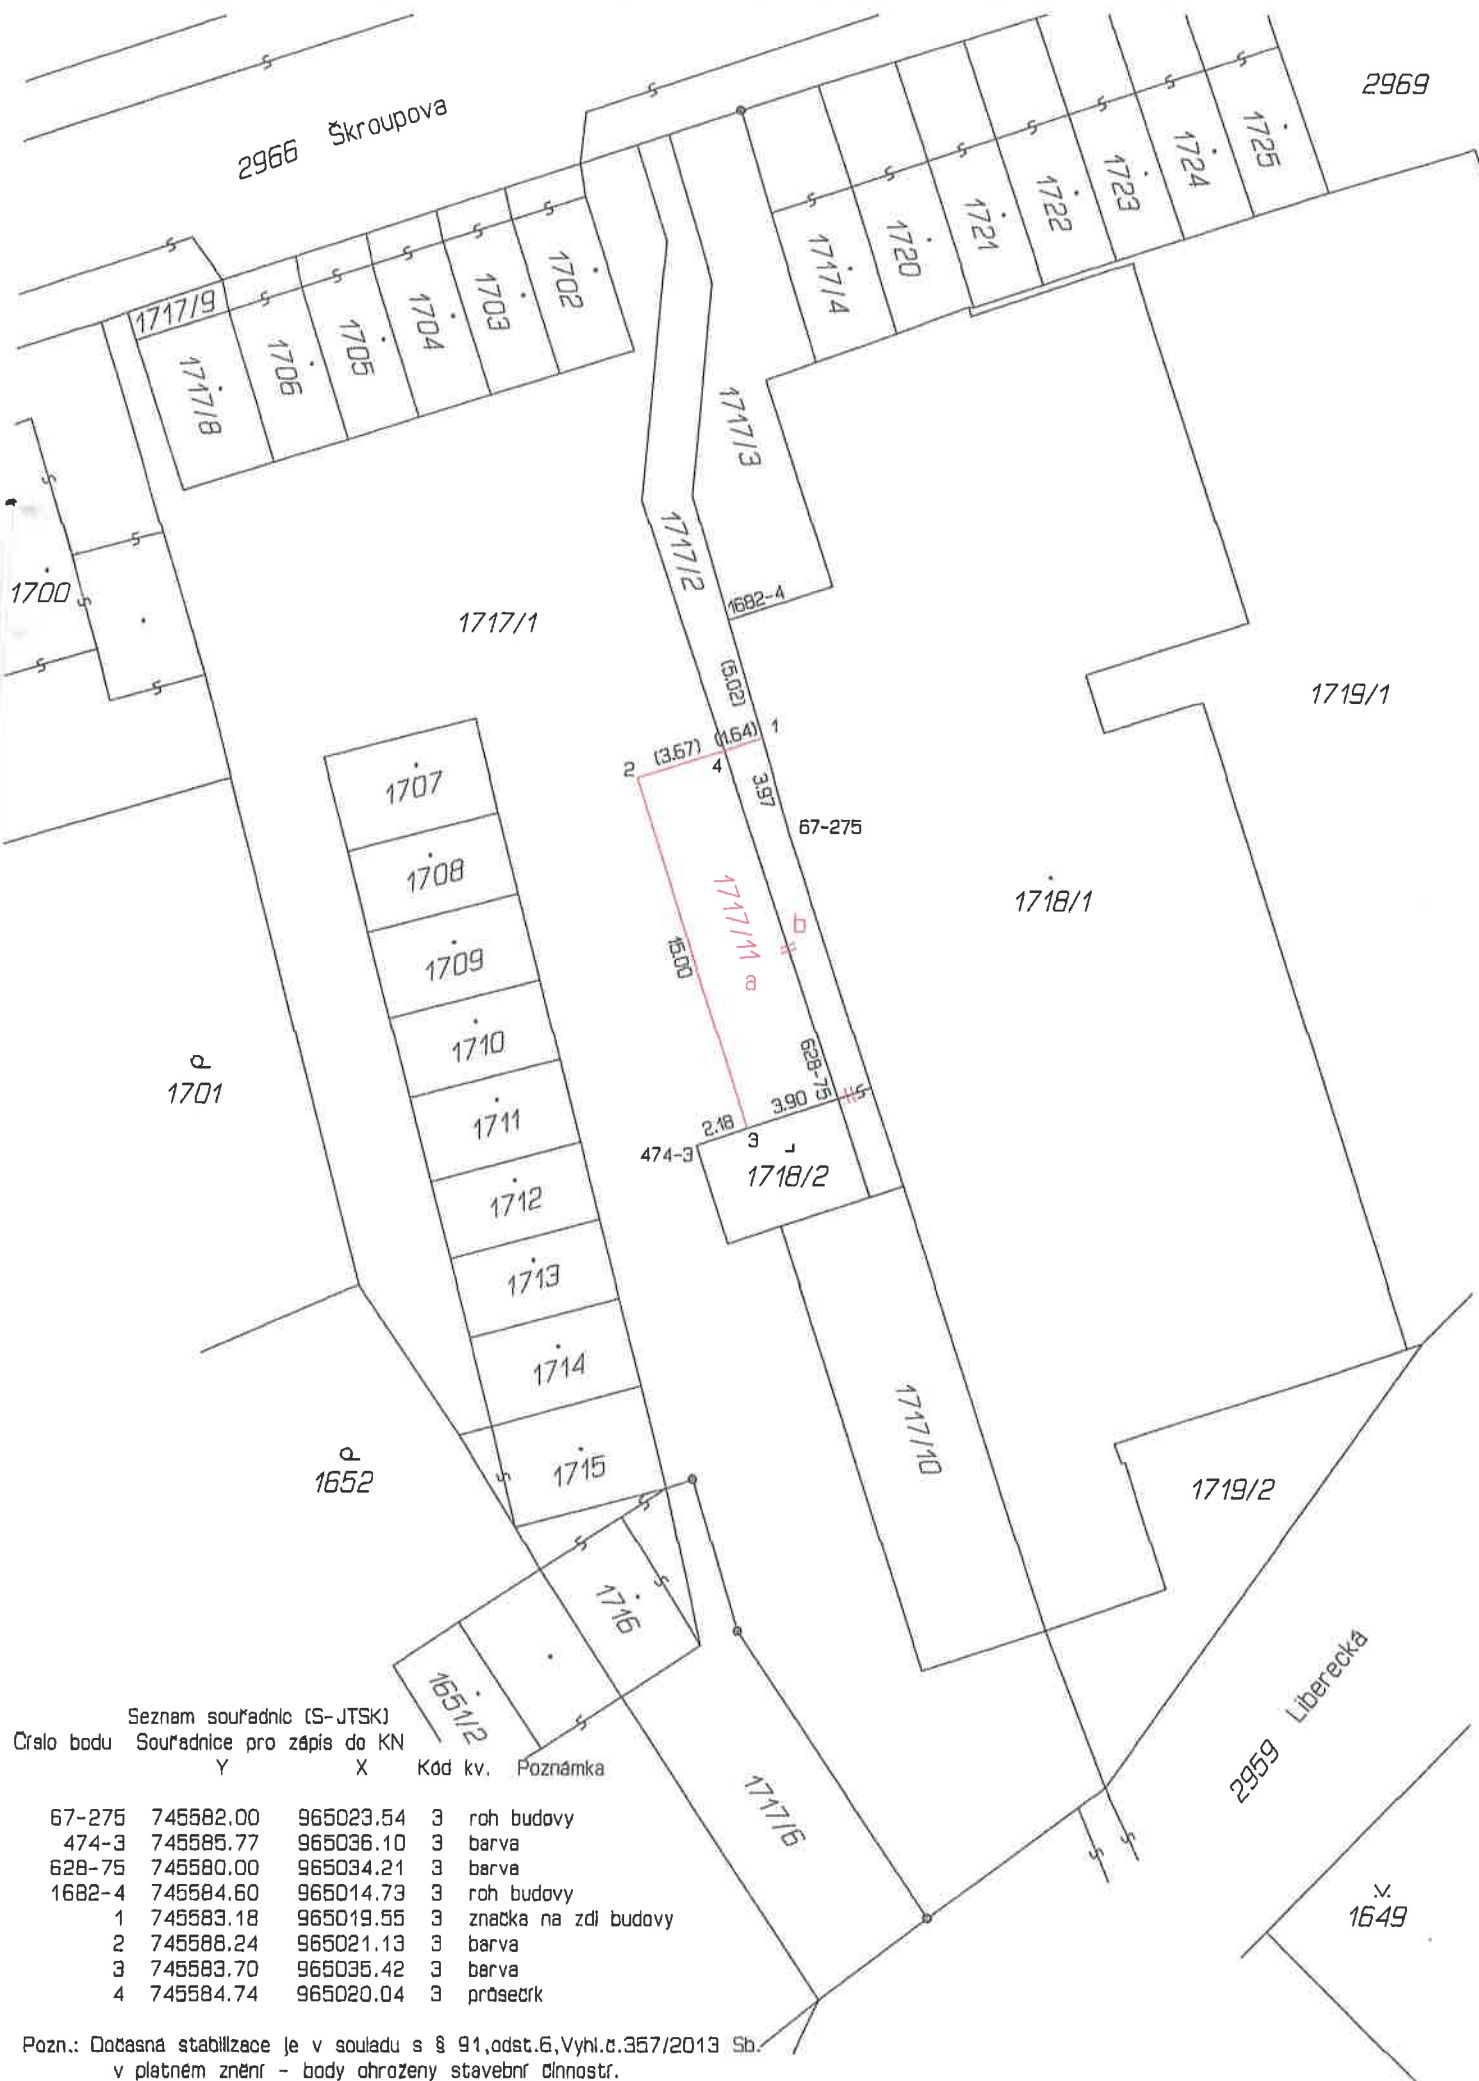 2969
2966 Škroupova
1725
1724
1723
1722
1721
1720
1717/4
1702
1703
1704
1705
1706
1717/9
1717/8
1717/3
1717/2
1700
1717/1
1682-4
(5.02)
1719/1
2 (3.67) (1.64) 1
4
3.97
67-275
1707
1708
1709
1710
1711
1712
1713
1714
1715
1718/1
1717/11 a
b
15.00
628-75
3.90
2.18
3
474-3
1718/2
1701
1652
1717/10
1719/2
1716
1651/2
1717/6
2959 Liberecká
1649
Seznam souřadnic (S-JTSK)
Číslo bodu Souřadnice pro zápis do KN
Y X Kód kv. Poznámka
67-275 745582.00 965023.54 3 roh budovy
474-3 745585.77 965036.10 3 barva
628-75 745580.00 965034.21 3 barva
1682-4 745584.60 965014.73 3 roh budovy
1 745583.18 965019.55 3 značka na zdi budovy
2 745588.24 965021.13 3 barva
3 745583.70 965035.42 3 barva
4 745584.74 965020.04 3 průsečík
Pozn.: Dočasná stabilizace je v souladu s § 91,odst.6,Vyhl.č.357/2013 Sb.
v platném znění - body ohroženy stavební činností.